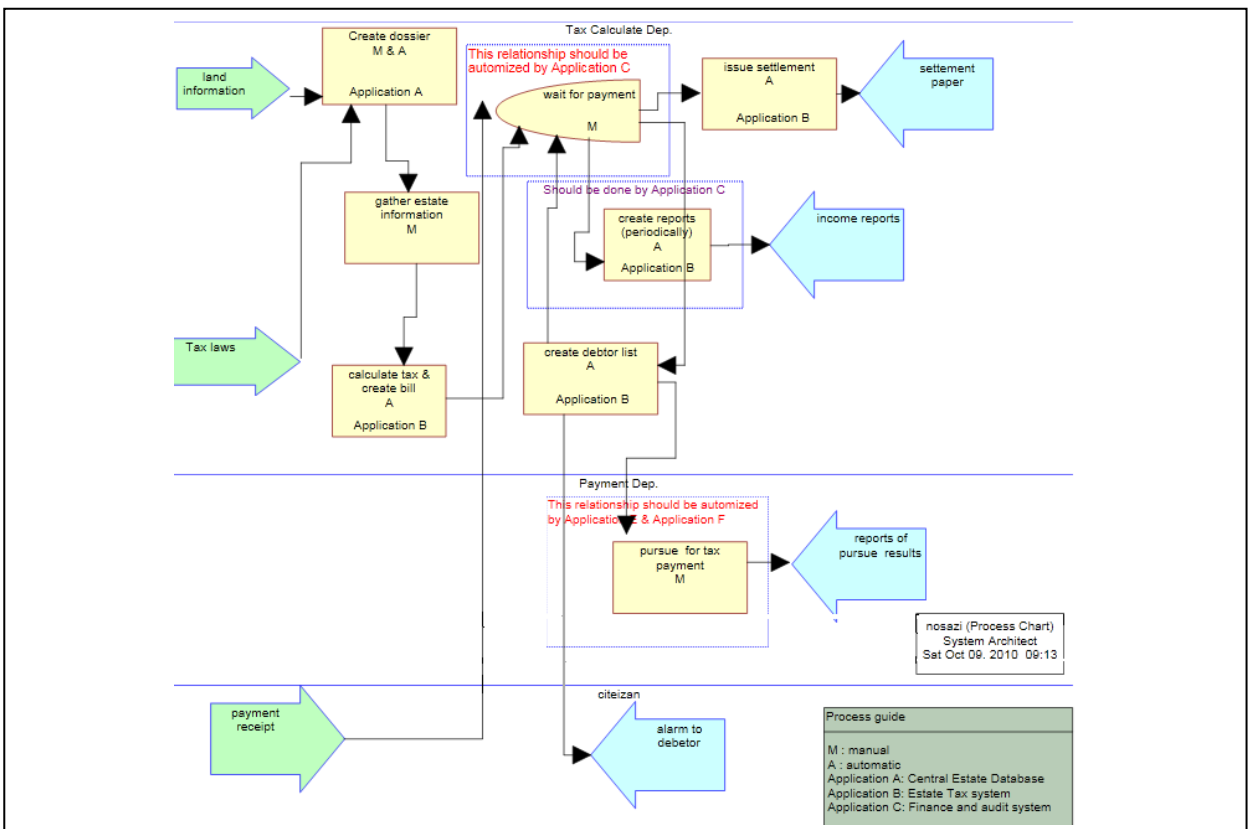 Tax Calculate Dep.
Create dossier
M & A
Application A
land
information
This relationship should be
automized by Application C
wait for payment
M
issue settlement
A
Application B
settement
paper
gather estate
information
M
Should be done by Application C
create reports
(periodically)
A
Application B
income reports
Tax laws
calculate tax &
create bill
A
Application B
create debtor list
A
Application B
Payment Dep.
This relationship should be automized
by Application E & Application F
pursue for tax
payment
M
reports of
pursue results
nosazi (Process Chart)
System Architect
Sat Oct 09. 2010 09:13
citeizan
payment
receipt
alarm to
debetor
Process guide
M : manual
A : automatic
Application A: Central Estate Database
Application B: Estate Tax system
Application C: Finance and audit system